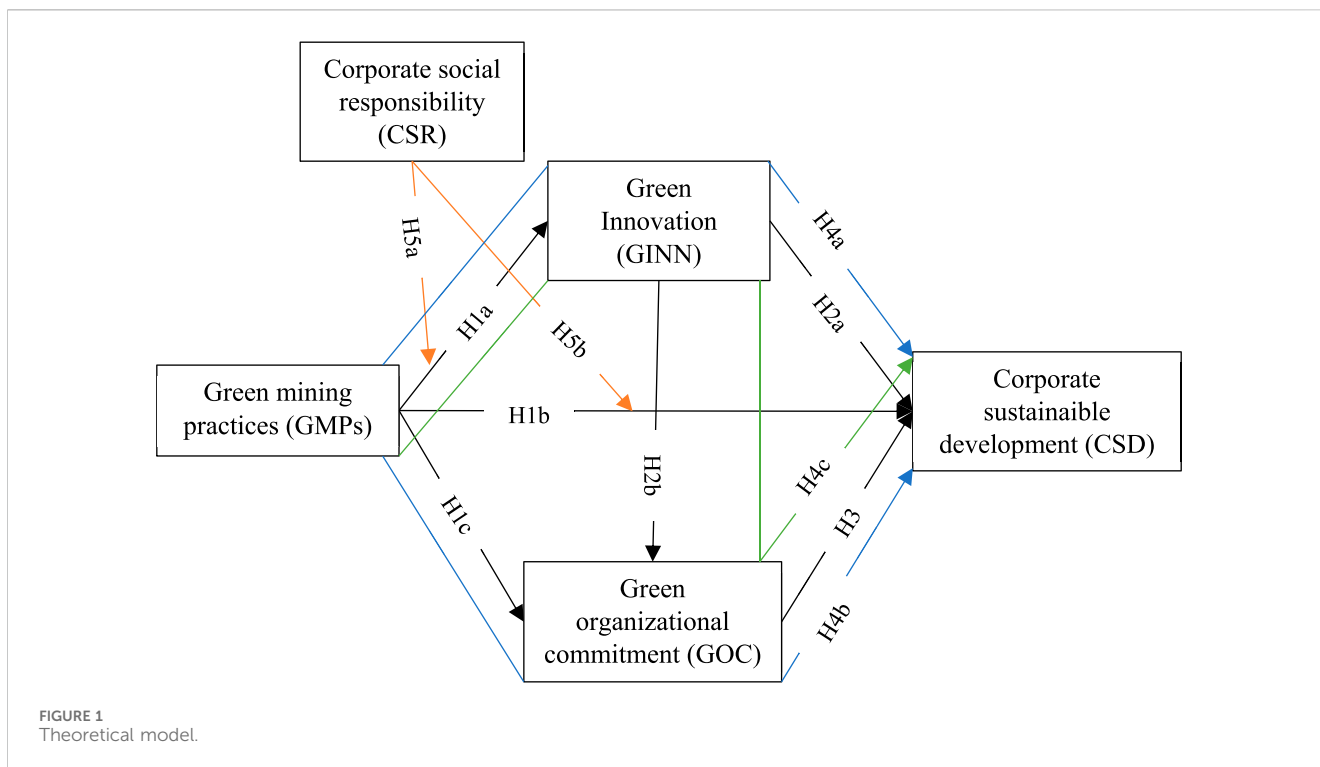 Corporate social
responsibility
(CSR)
Green
Innovation
(GINN)
H4a
H5a
H1a
H2a
H5b
Green mining
practices (GMPs)
H1b
Corporate
sustainaible
development (CSD)
H2b
H4c
H1c
H3
Green
organizational
commitment (GOC)
H4b
FIGURE 1
Theoretical model.